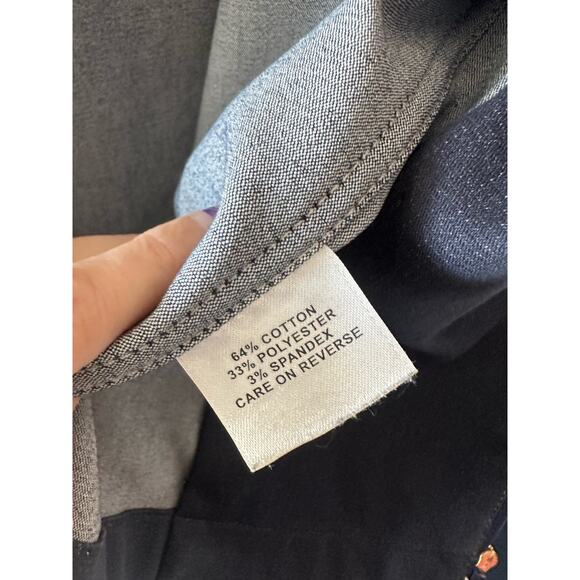 64% COTTON
33% POLYESTER
3% SPANDEX
CARE ON REVERSE